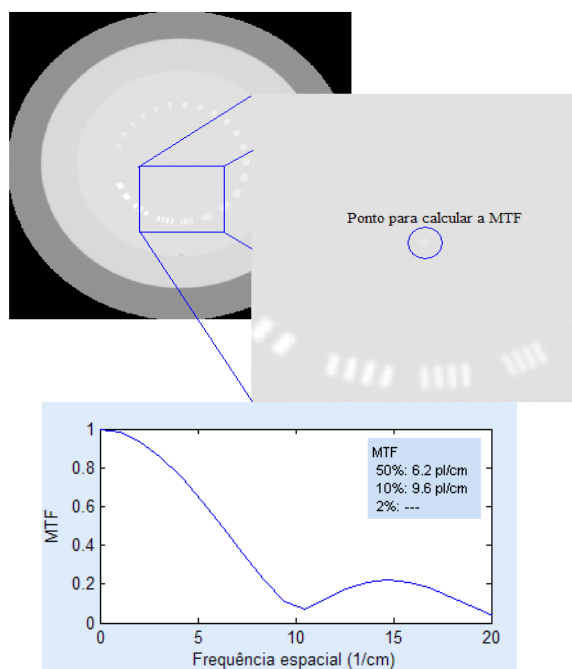 Ponto para calcular a MTF
MTF
50%: 6.2 pl/cm
10%: 9.6 pl/cm
2%: ---
1
0.8
0.6
0.4
0.2
0
MTF
0 5 10 15 20
Frequência espacial (1/cm)